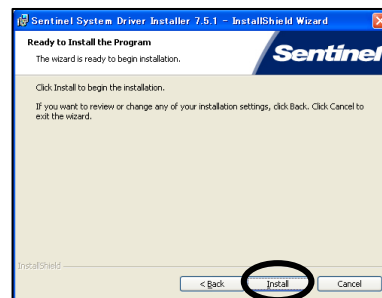 Sentinel System Driver Installer 7.5.1 - InstallShield Wizard
Ready to Install the Program
The wizard is ready to begin installation.
Sentinel
Click Install to begin the installation.
If you want to review or change any of your installation settings, click Back. Click Cancel to
exit the wizard.
InstallShield
< Back
Install
Cancel